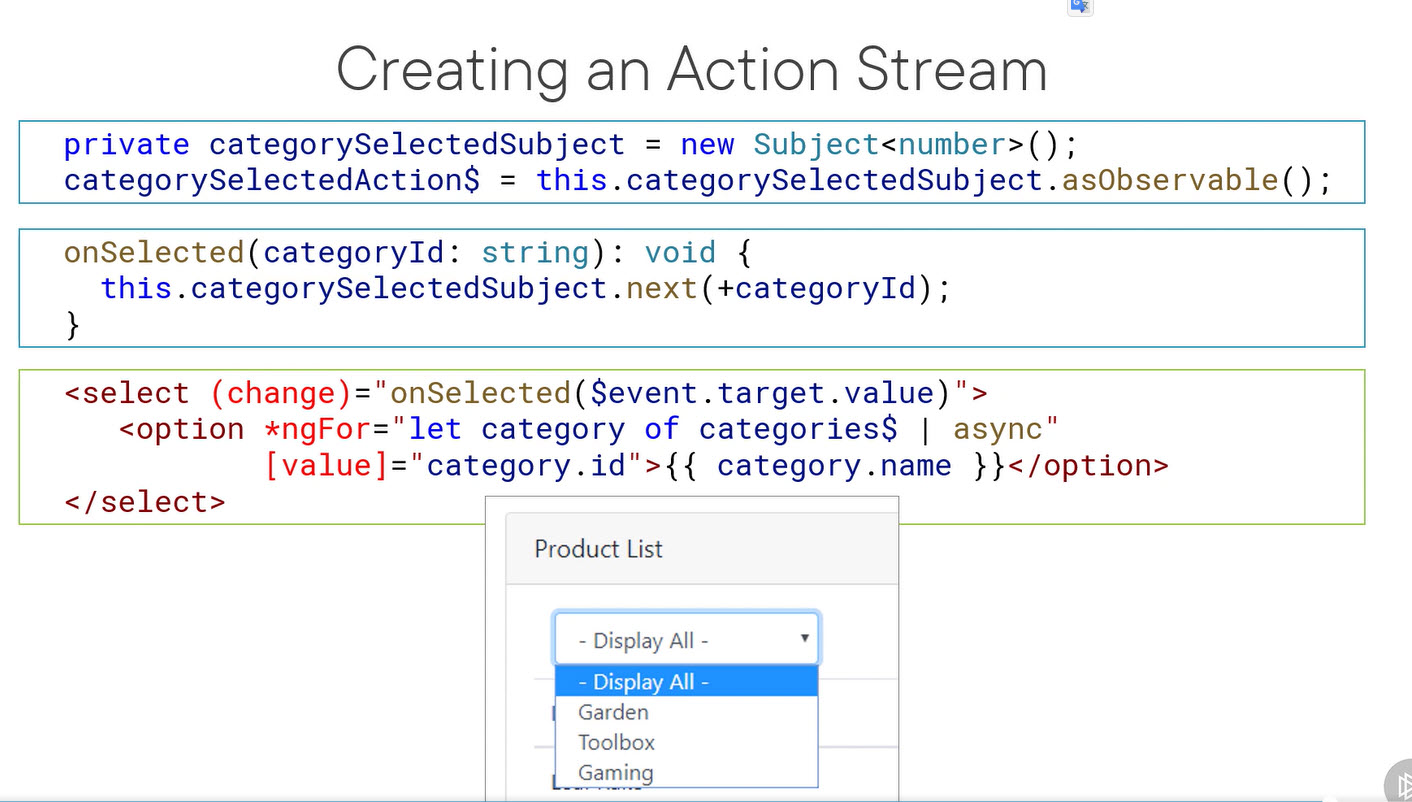 Creating an Action Stream
private categorySelectedSubject = new Subject<number>();
categorySelectedAction$ = this.categorySelectedSubject.asObservable();
onSelected(categoryId: string): void {
this.categorySelectedSubject.next(+categoryId);
}
<select (change)="onSelected($event.target.value)">
<option *ngFor="let category of categories$ | async"
[value]="category.id">{{ category.name }}</option>
</select>
Product List
- Display All -
- Display All -
Garden
Toolbox
Gaming